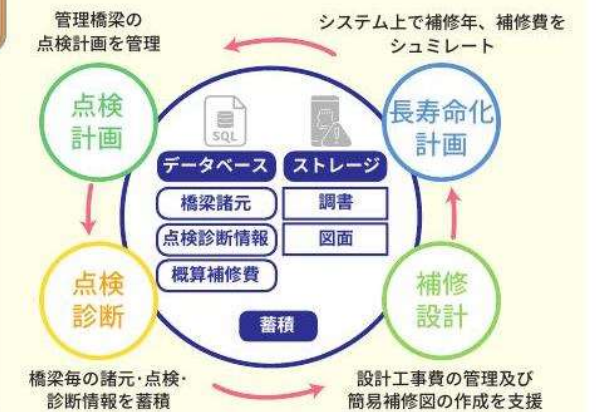 管理橋梁の
点検計画を管理
システム上で補修年、補修費を
シュミレート
点検
計画
長寿命化
計画
SQL
データベース
ストレージ
橋梁諸元
調書
点検診断情報
図面
概算補修費
蓄積
点検
診断
補修
設計
橋梁毎の諸元・点検・
診断情報を蓄積
設計工事費の管理及び
簡易補修図の作成を支援